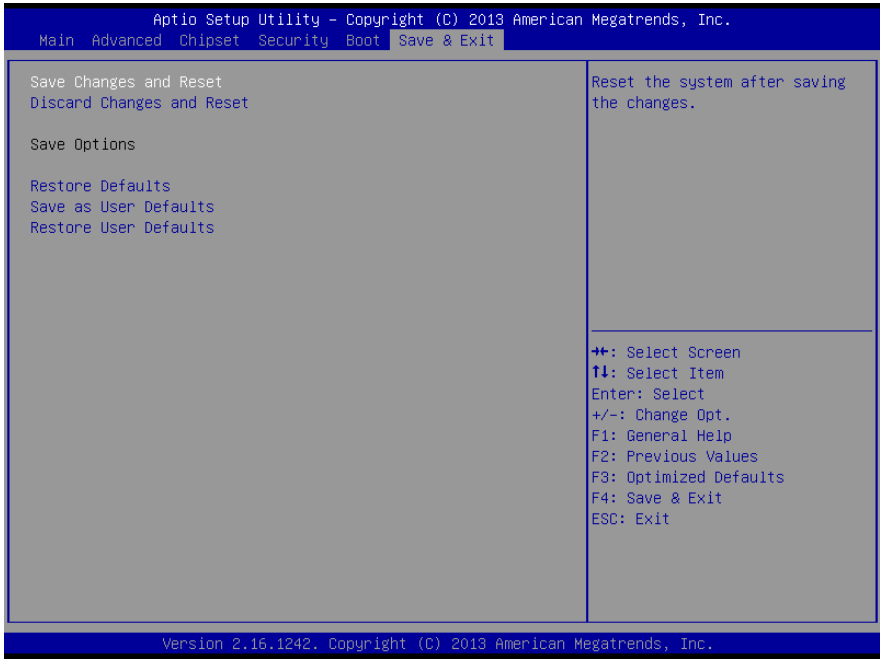 Aptio Setup Utility – Copyright (C) 2013 American Megatrends, Inc.
Main Advanced Chipset Security Boot Save & Exit
Save Changes and Reset
Discard Changes and Reset
Save Options
Restore Defaults
Save as User Defaults
Restore User Defaults
Reset the system after saving
the changes.
→←: Select Screen
↑↓: Select Item
Enter: Select
+/-: Change Opt.
F1: General Help
F2: Previous Values
F3: Optimized Defaults
F4: Save & Exit
ESC: Exit
Version 2.16.1242. Copyright (C) 2013 American Megatrends, Inc.